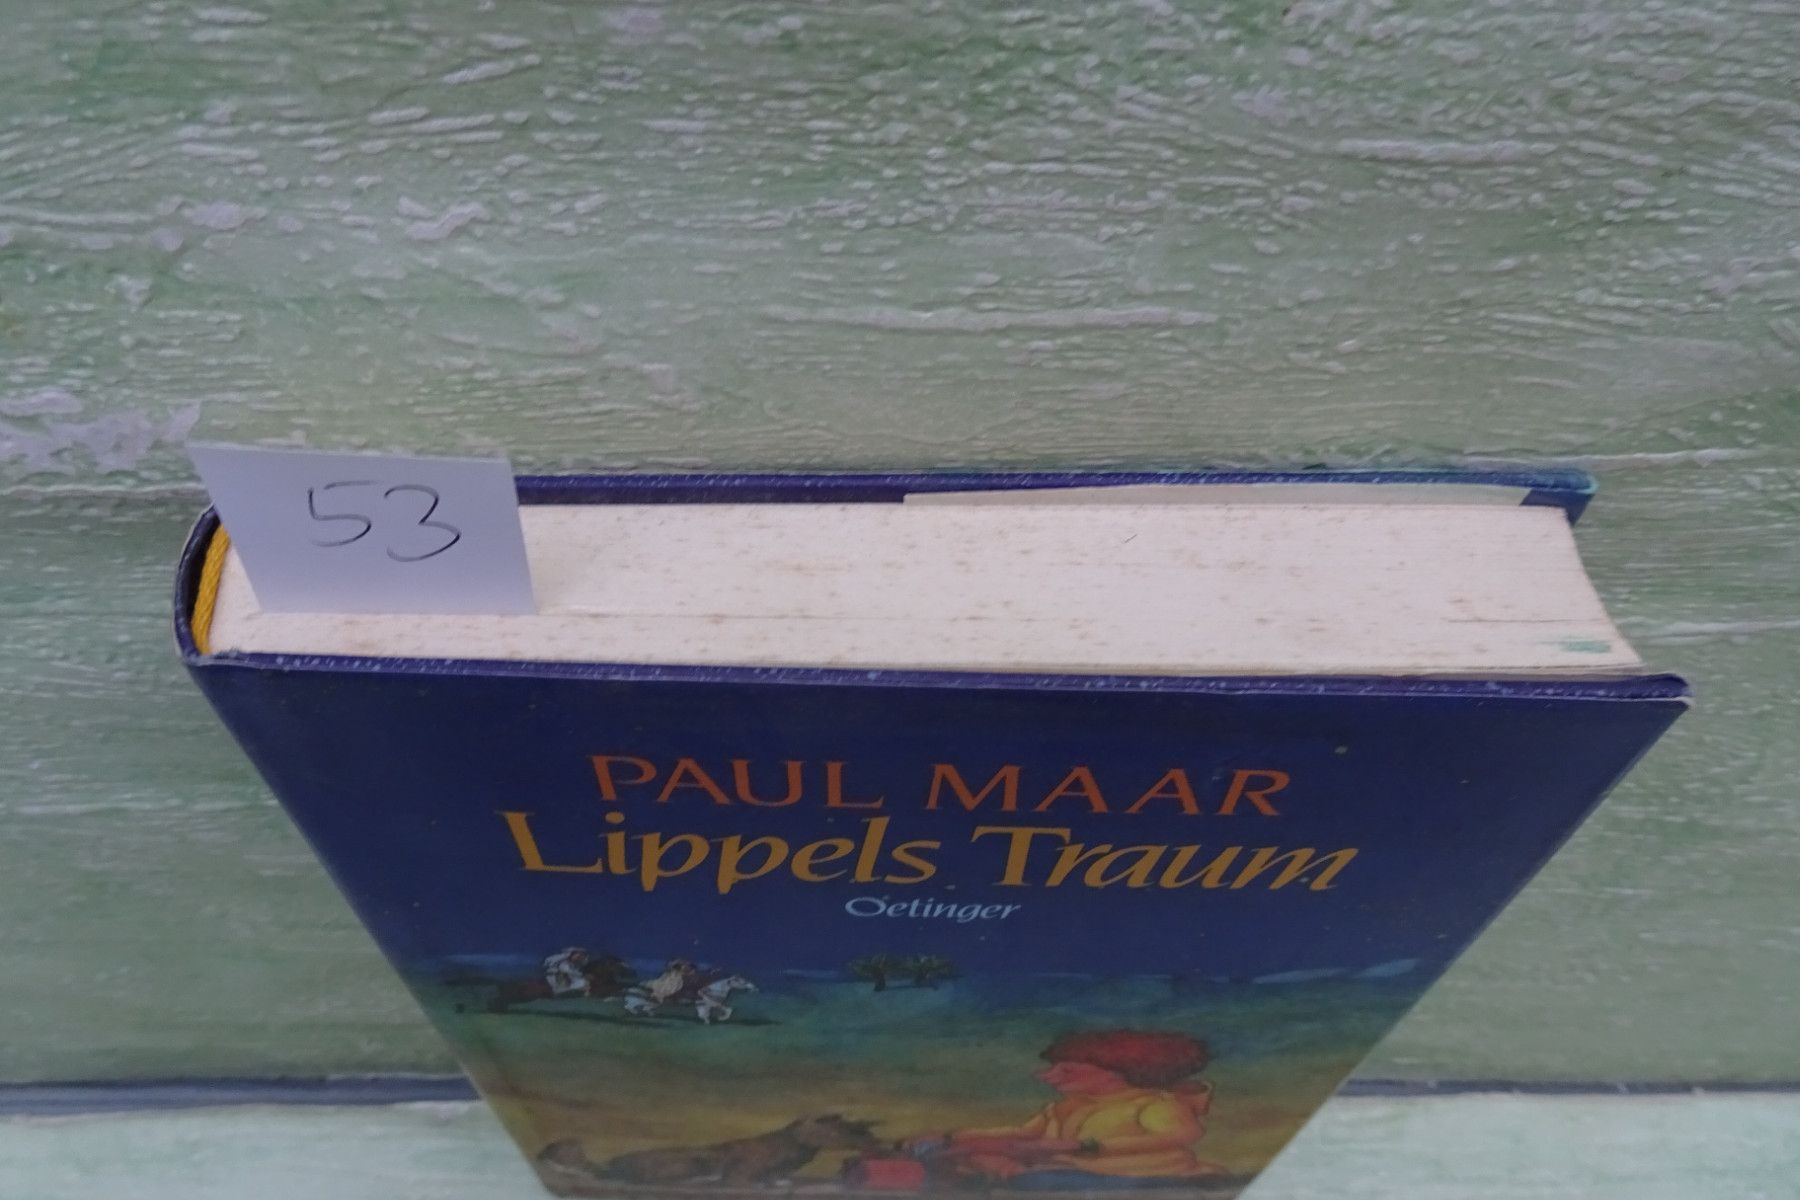 53
PAUL MAAR
Lippels Traum
Oetinger